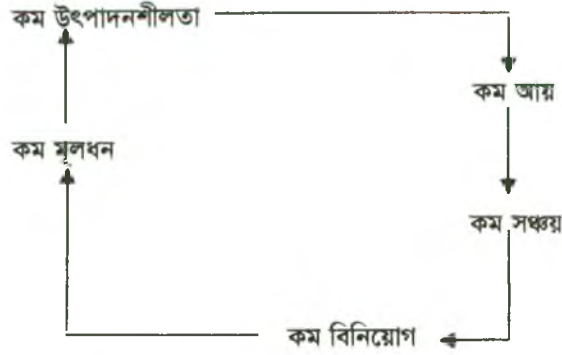 কম উৎপাদনশীলতা
কম আয়
কম মূলধন
কম সঞ্চয়
কম বিনিয়োগ